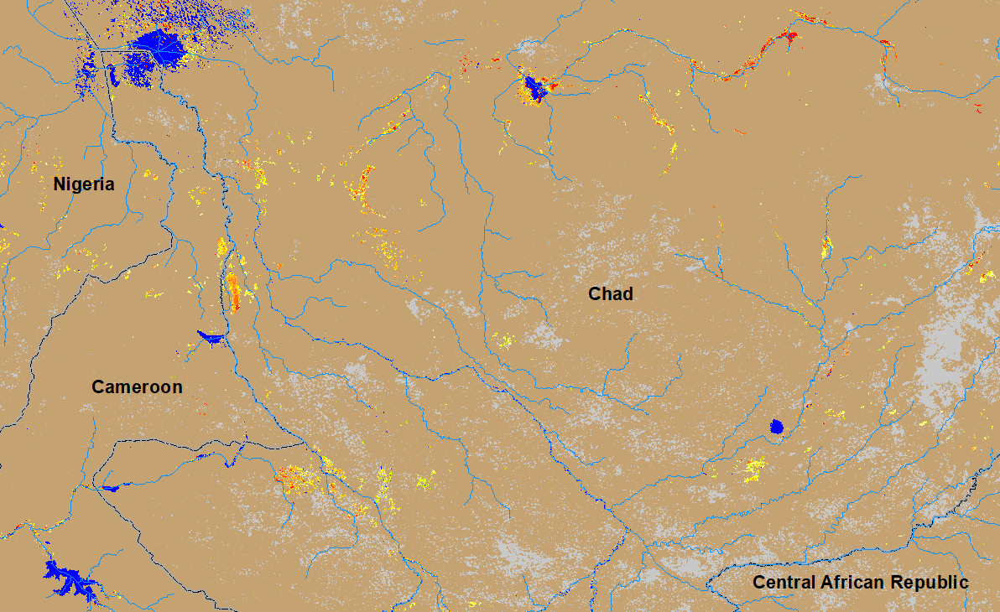 Nigeria
Chad
Cameroon
Central African Republic